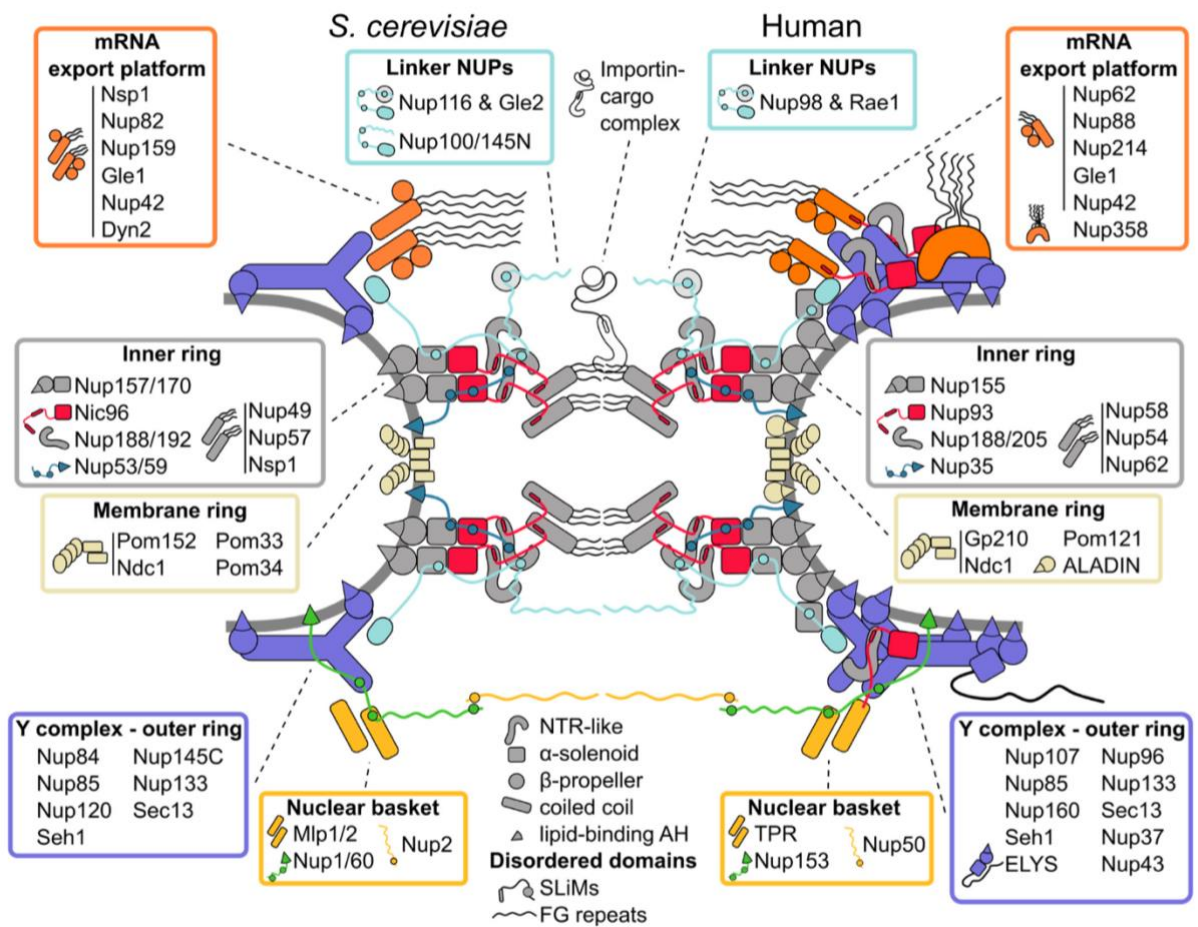 S. cerevisiae
Human
mRNA
export platform
Nsp1
Nup82
Nup159
Gle1
Nup42
Dyn2
Linker NUPs
Nup116 & Gle2
Nup100/145N
Importin-
cargo
complex
Linker NUPs
Nup98 & Rae1
mRNA
export platform
Nup62
Nup88
Nup214
Gle1
Nup42
Nup358
Inner ring
Nup157/170
Nic96
Nup188/192
Nup53/59
Nup49
Nup57
Nsp1
Inner ring
Nup155
Nup93
Nup188/205
Nup35
Nup58
Nup54
Nup62
Membrane ring
Pom152 Pom33
Ndc1 Pom34
Membrane ring
Gp210 Pom121
Ndc1 ALADIN
Y complex - outer ring
Nup84 Nup145C
Nup85 Nup133
Nup120 Sec13
Seh1
Nuclear basket
Mlp1/2
Nup1/60
Nup2
NTR-like
α-solenoid
β-propeller
coiled coil
lipid-binding AH
Disordered domains
SLiMs
FG repeats
Nuclear basket
TPR
Nup153
Nup50
Y complex - outer ring
Nup107 Nup96
Nup85 Nup133
Nup160 Sec13
Seh1 Nup37
ELYS Nup43